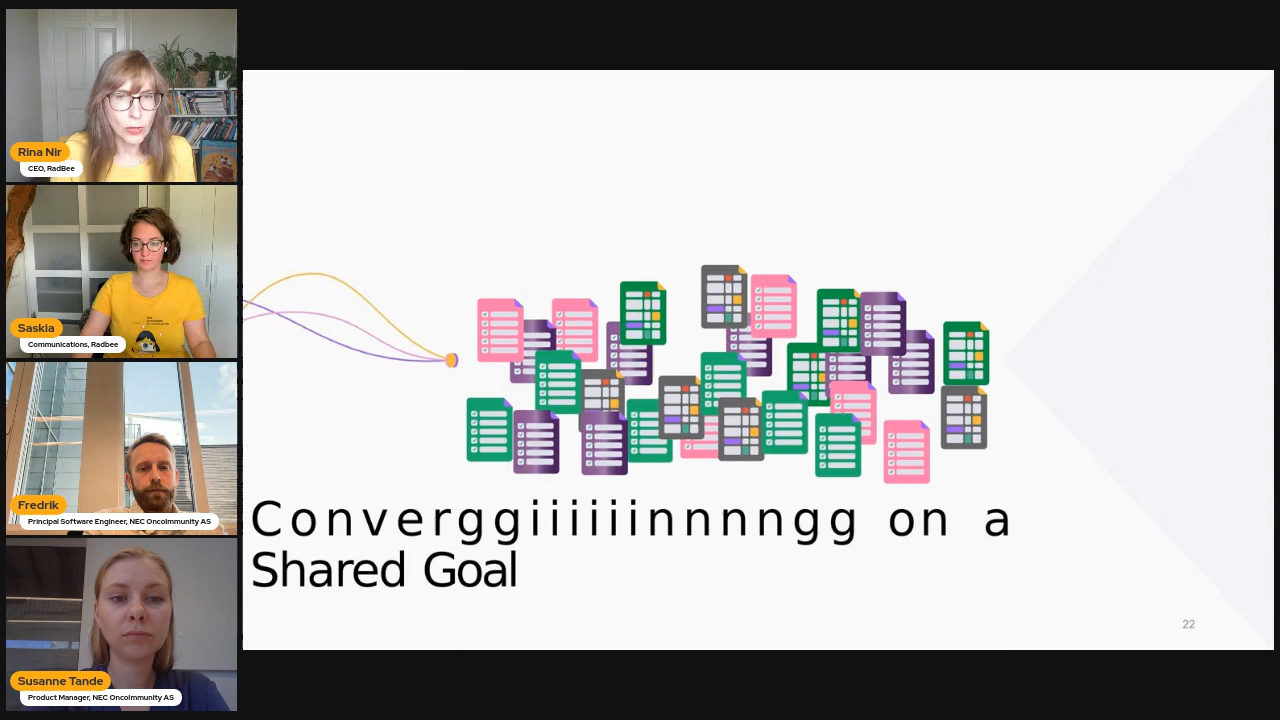 Rina Nir
CEO, RadBee
Saskia
Communications, Radbee
Fredrik
Principal Software Engineer, NEC OncoImmunity AS
Susanne Tande
Product Manager, NEC OncoImmunity AS
Converggiiiiiinnnngg on a
Shared Goal
22